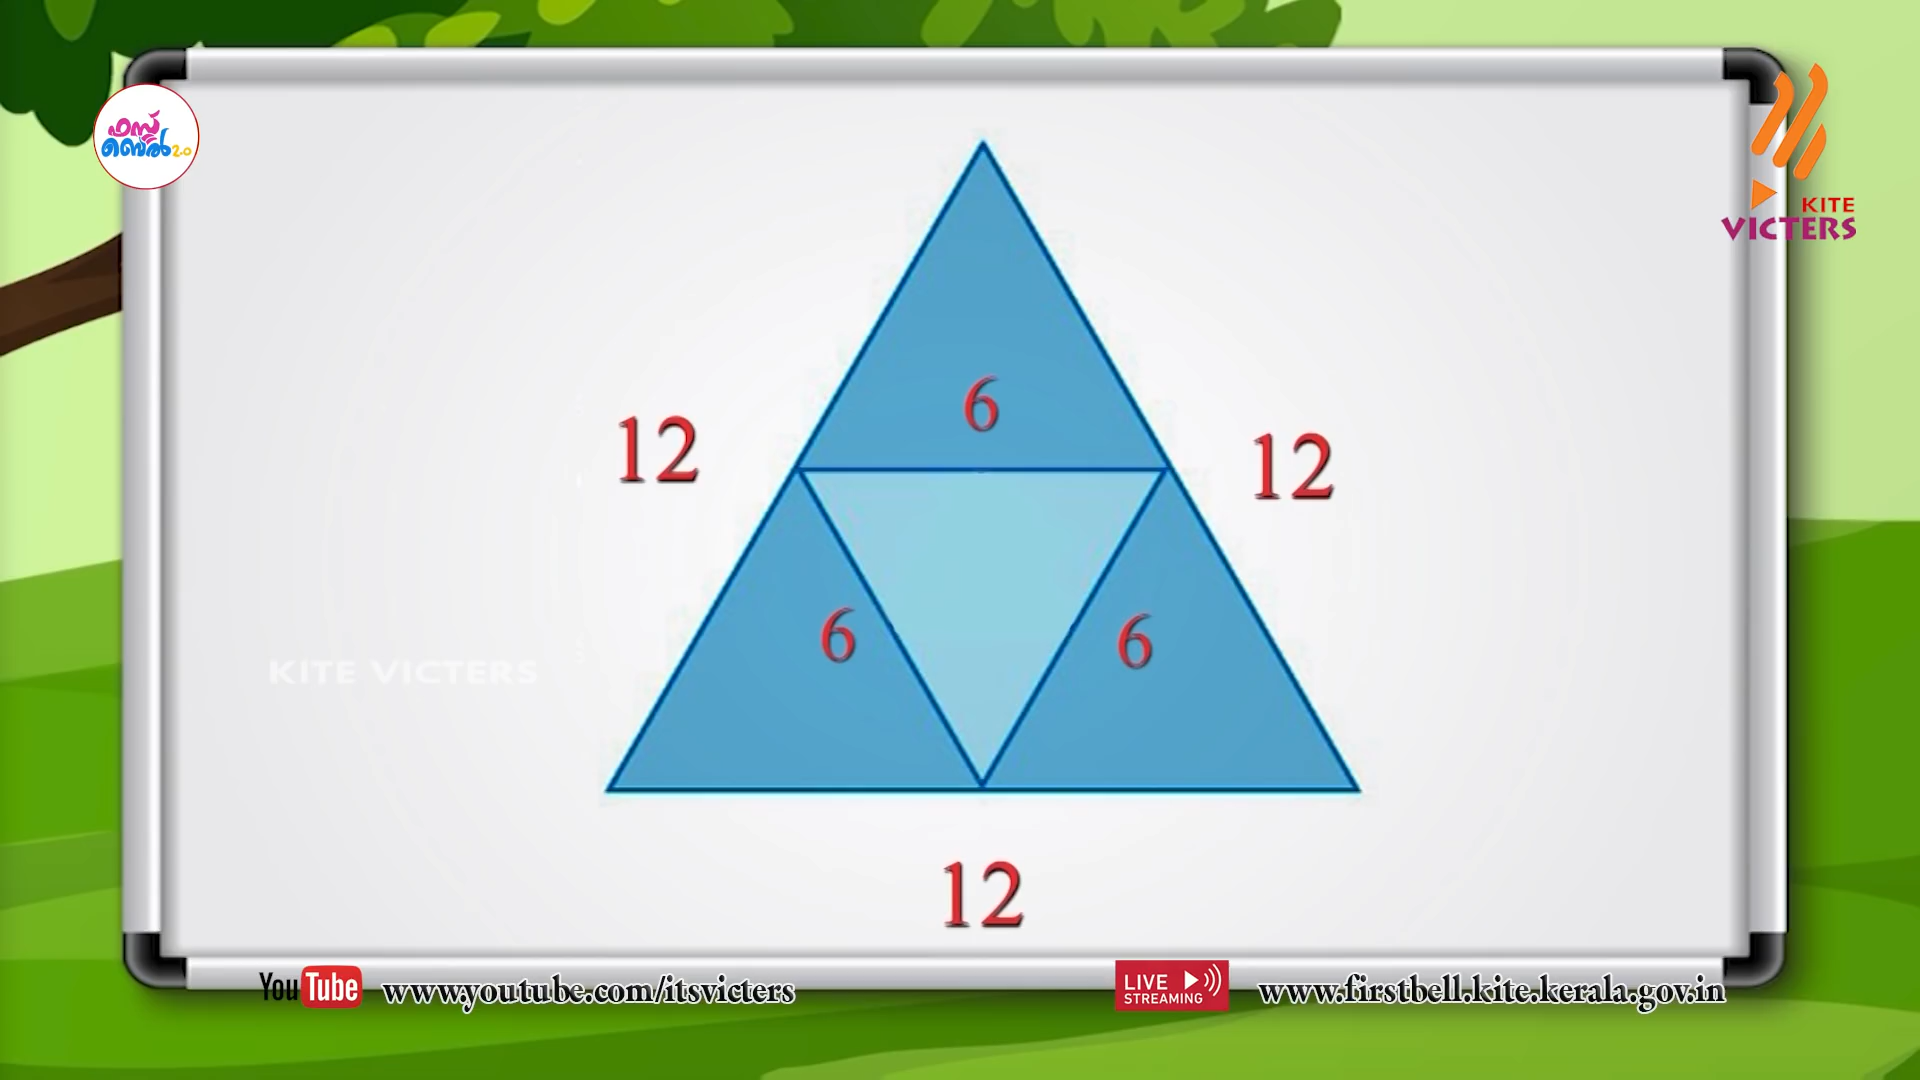 ഫസ്റ്റ്
ബെൽ 2.0
KITE
VICTERS
6
12
12
6
6
KITE VICTERS
12
YouTube www.youtube.com/itsvicters
LIVE STREAMING www.firstbell.kite.kerala.gov.in